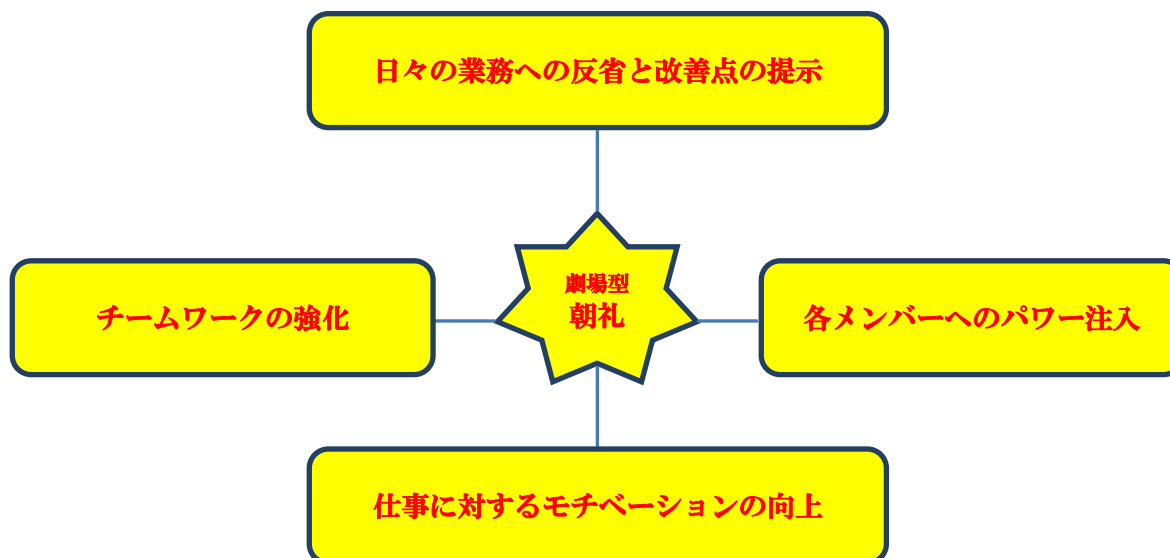 日々の業務への反省と改善点の提示
劇場型
朝礼
チームワークの強化
各メンバーへのパワー注入
仕事に対するモチベーションの向上